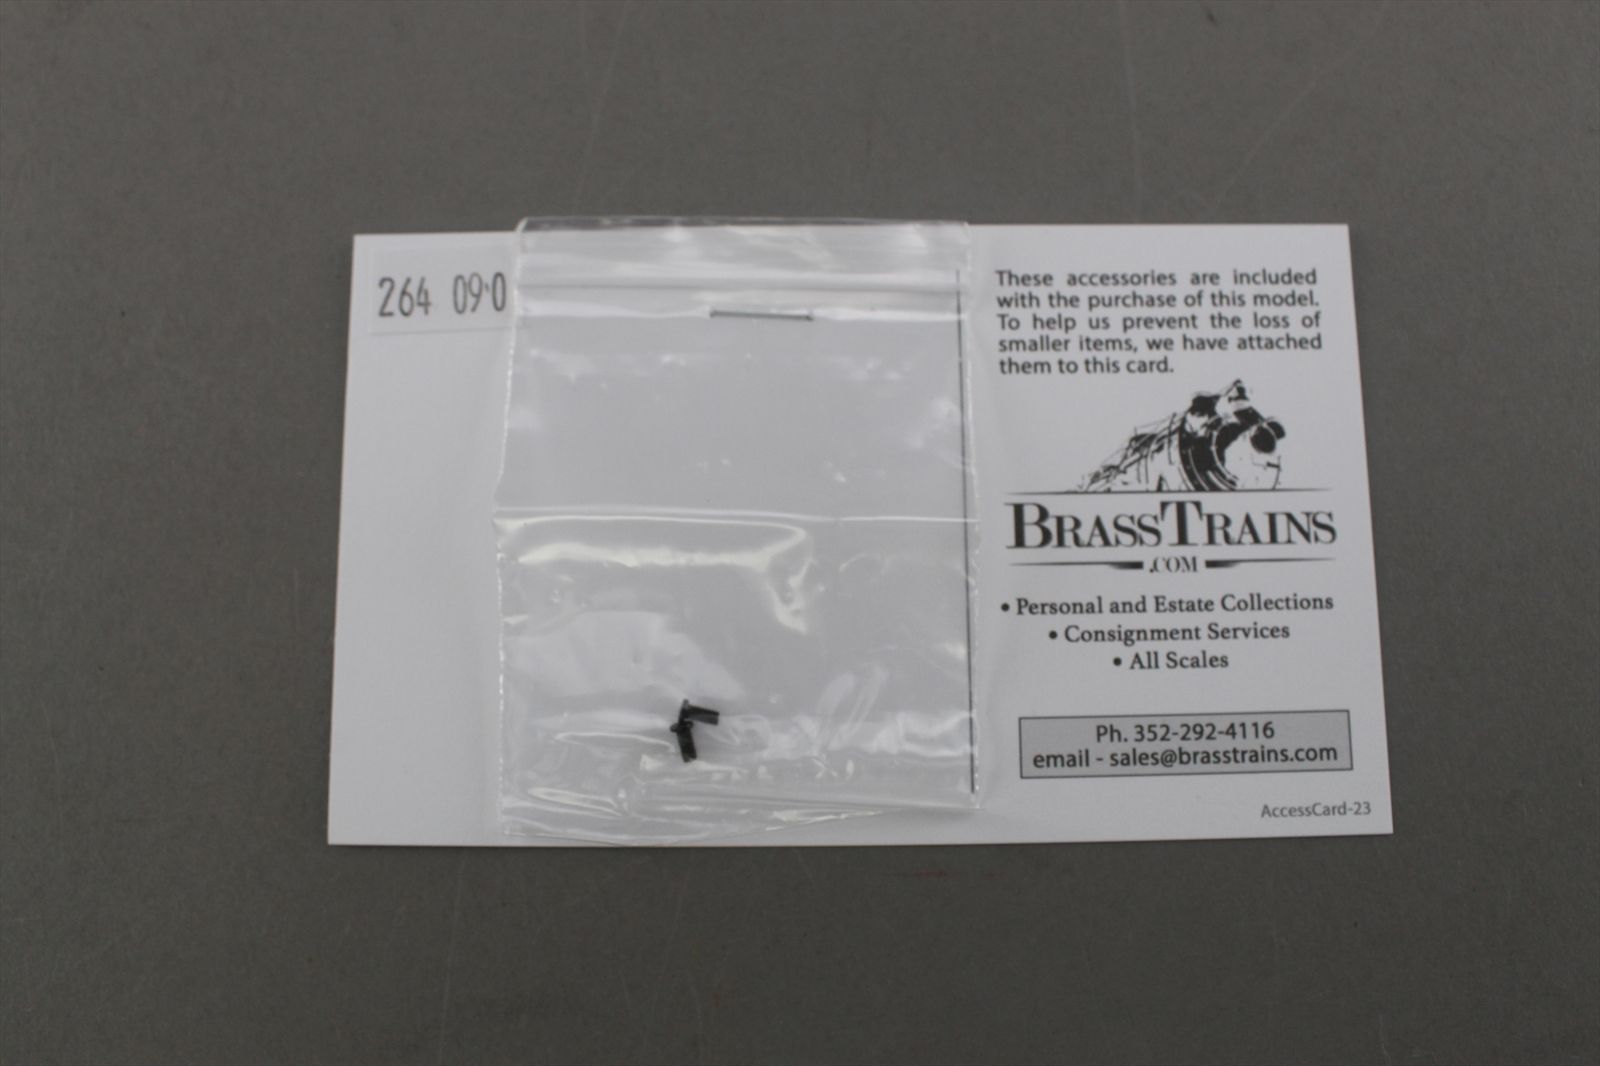 264 09·0
These accessories are included
with the purchase of this model.
To help us prevent the loss of
smaller items, we have attached
them to this card.
BRASSTRAINS
.COM
• Personal and Estate Collections
• Consignment Services
• All Scales
Ph. 352-292-4116
email - sales@brasstrains.com
AccessCard-23